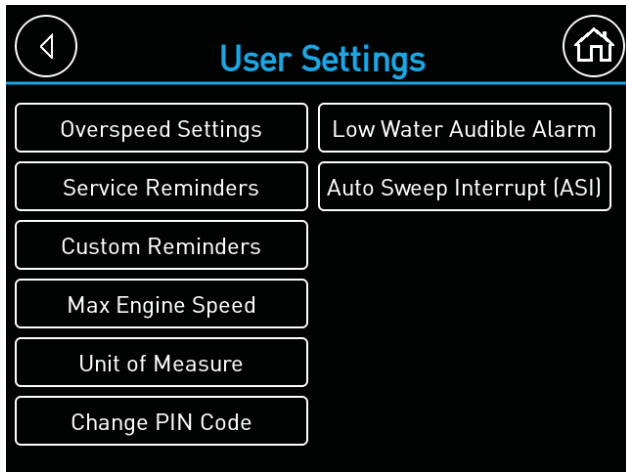 User Settings
Overspeed Settings
Service Reminders
Custom Reminders
Max Engine Speed
Unit of Measure
Change PIN Code
Low Water Audible Alarm
Auto Sweep Interrupt (ASI)